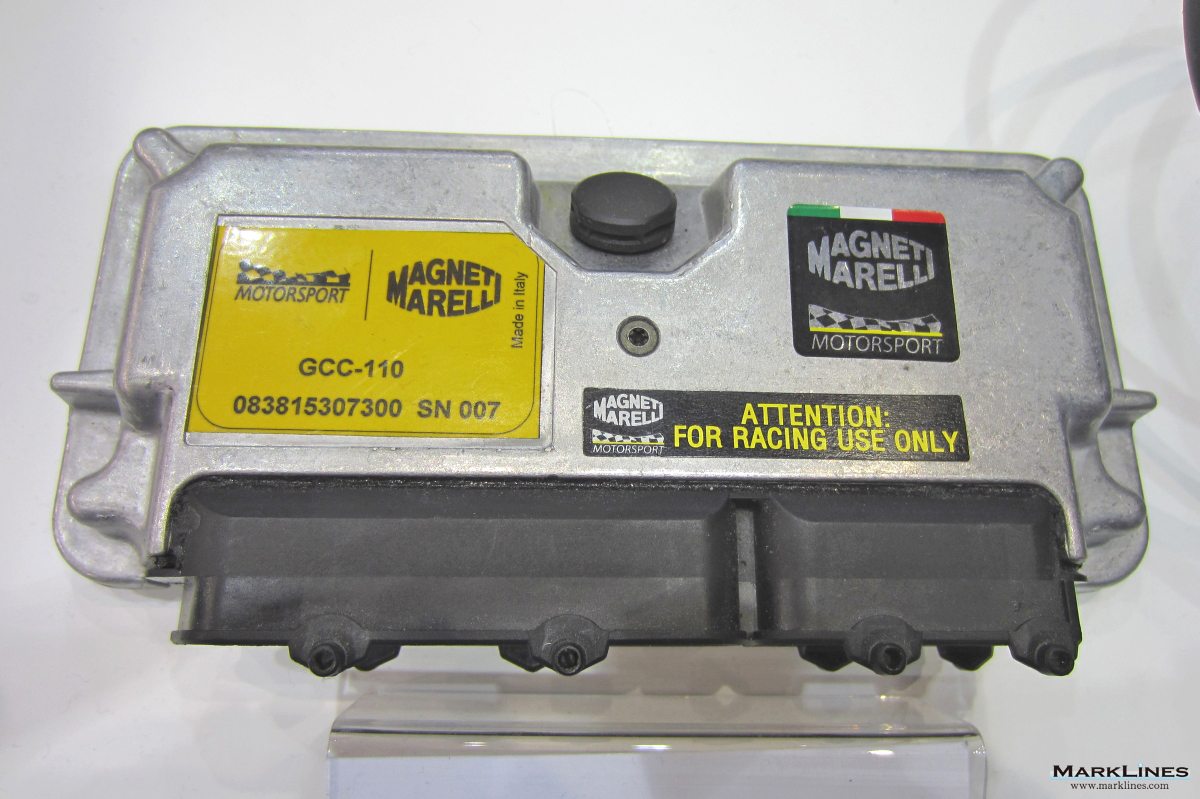 MOTORSPORT
MAGNETI
MARELLI
Made in Italy
GCC-110
083815307300 SN 007
MAGNETI
MARELLI
MOTORSPORT
MAGNETI
MARELLI
MOTORSPORT
ATTENTION:
FOR RACING USE ONLY
MARKLINES
www.marklines.com